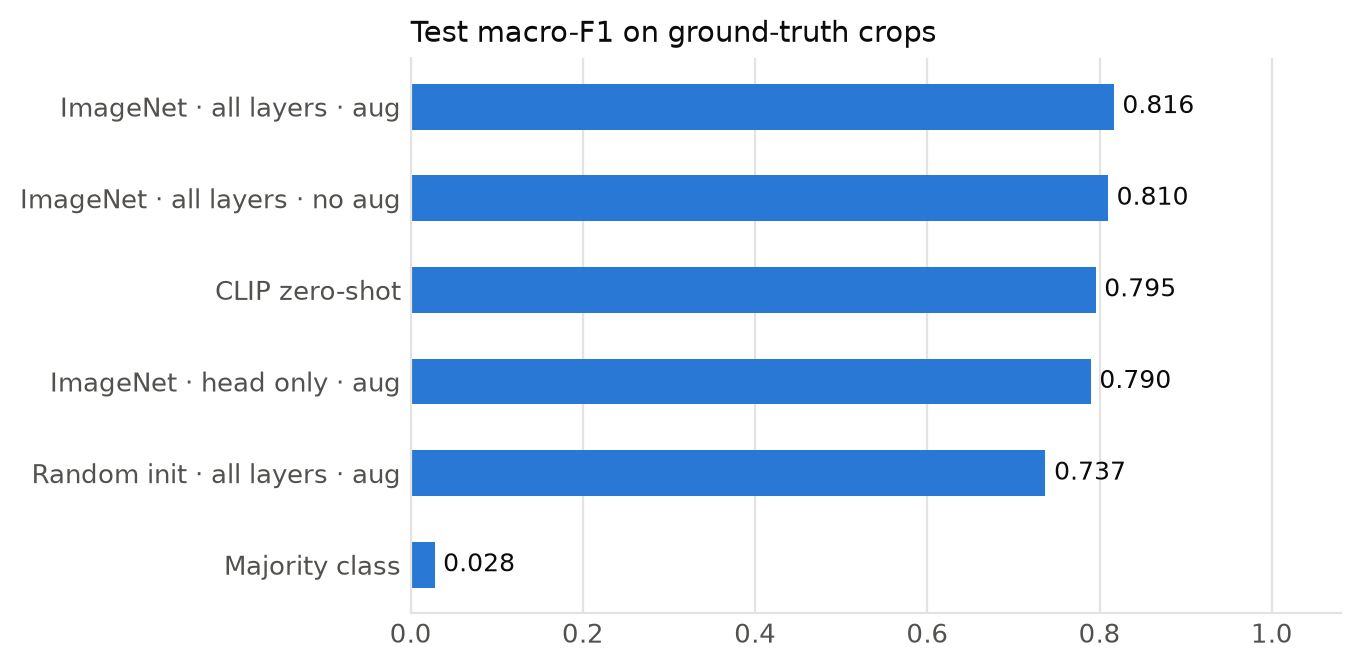 Test macro-F1 on ground-truth crops
ImageNet · all layers · aug 0.816
ImageNet · all layers · no aug 0.810
CLIP zero-shot 0.795
ImageNet · head only · aug 0.790
Random init · all layers · aug 0.737
Majority class 0.028
0.0 0.2 0.4 0.6 0.8 1.0